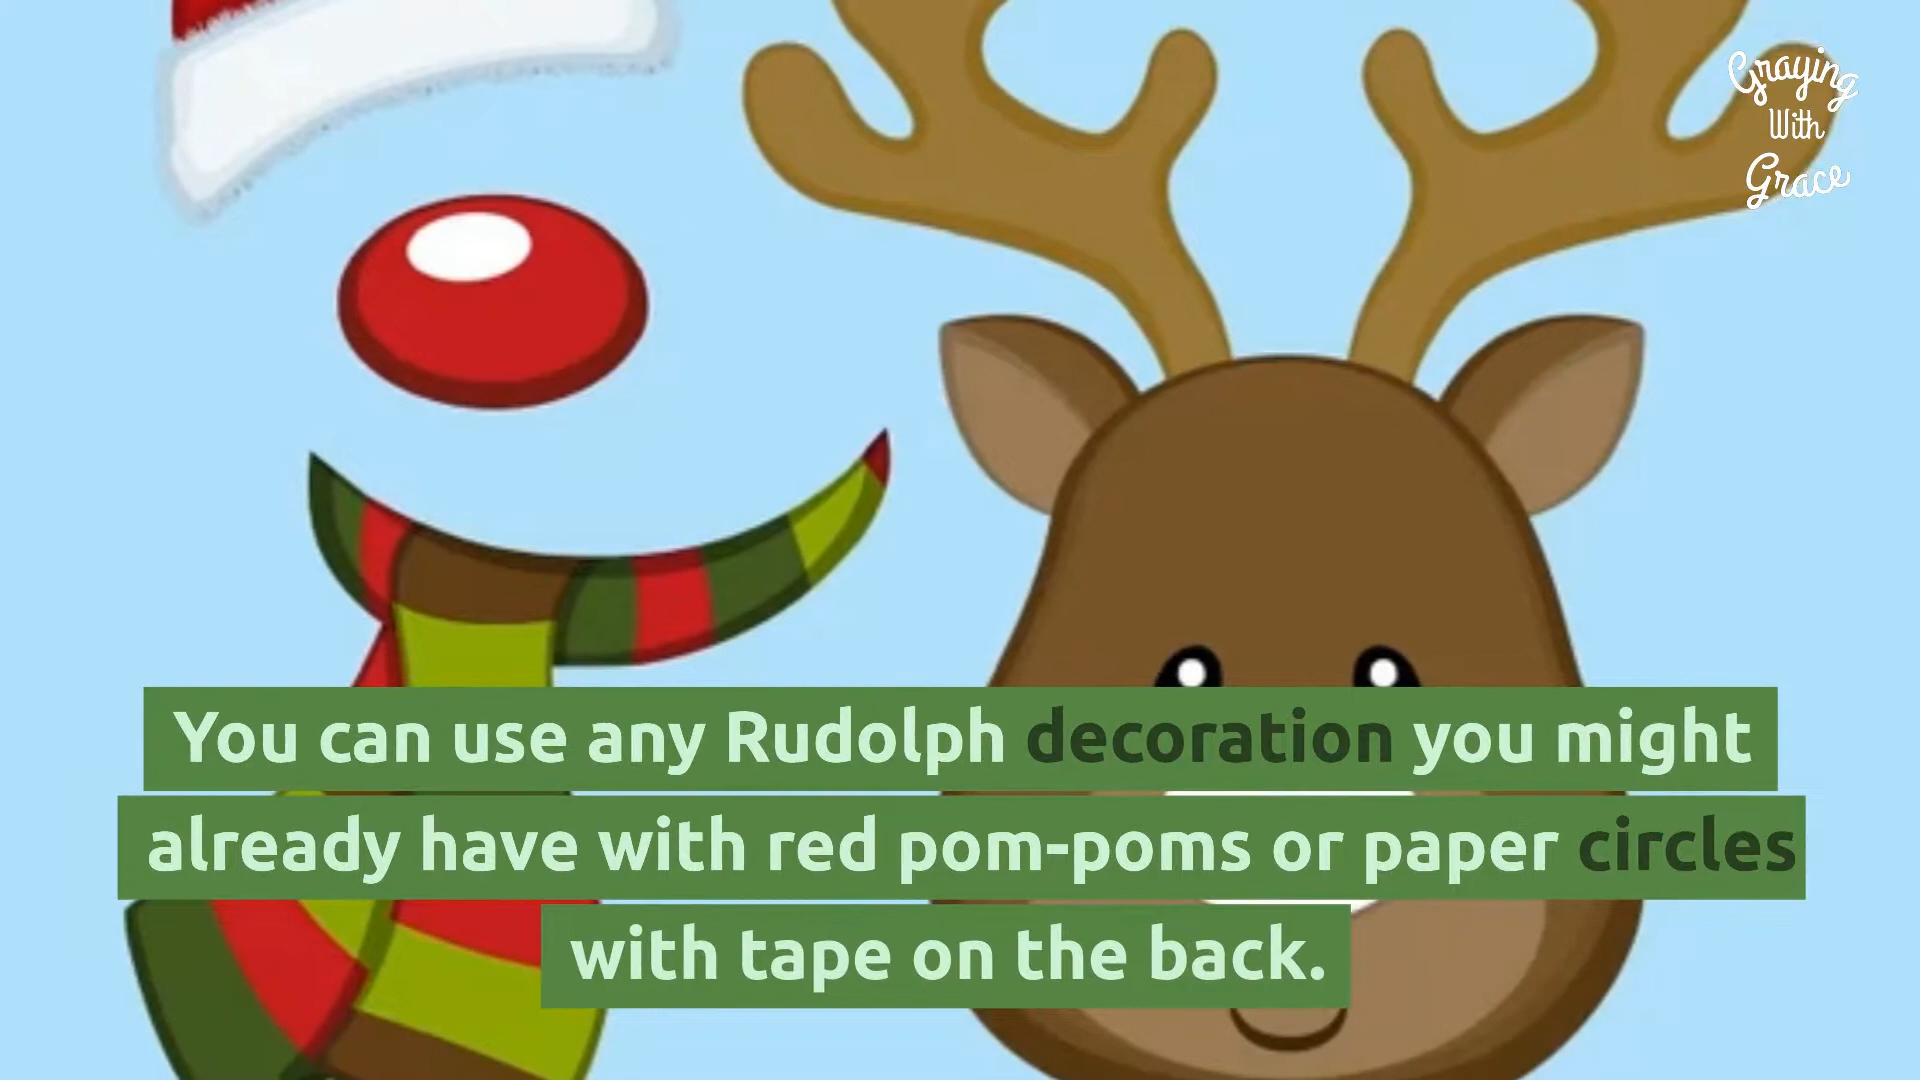 Graying
With
Grace
You can use any Rudolph decoration you might
already have with red pom-poms or paper circles
with tape on the back.